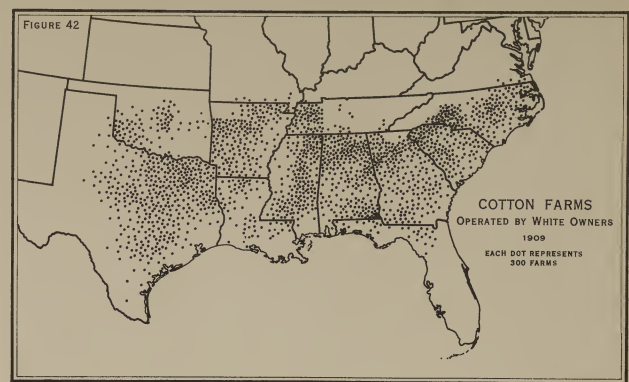 FIGURE 42
COTTON FARMS
OPERATED BY WHITE OWNERS
1909
EACH DOT REPRESENTS
300 FARMS